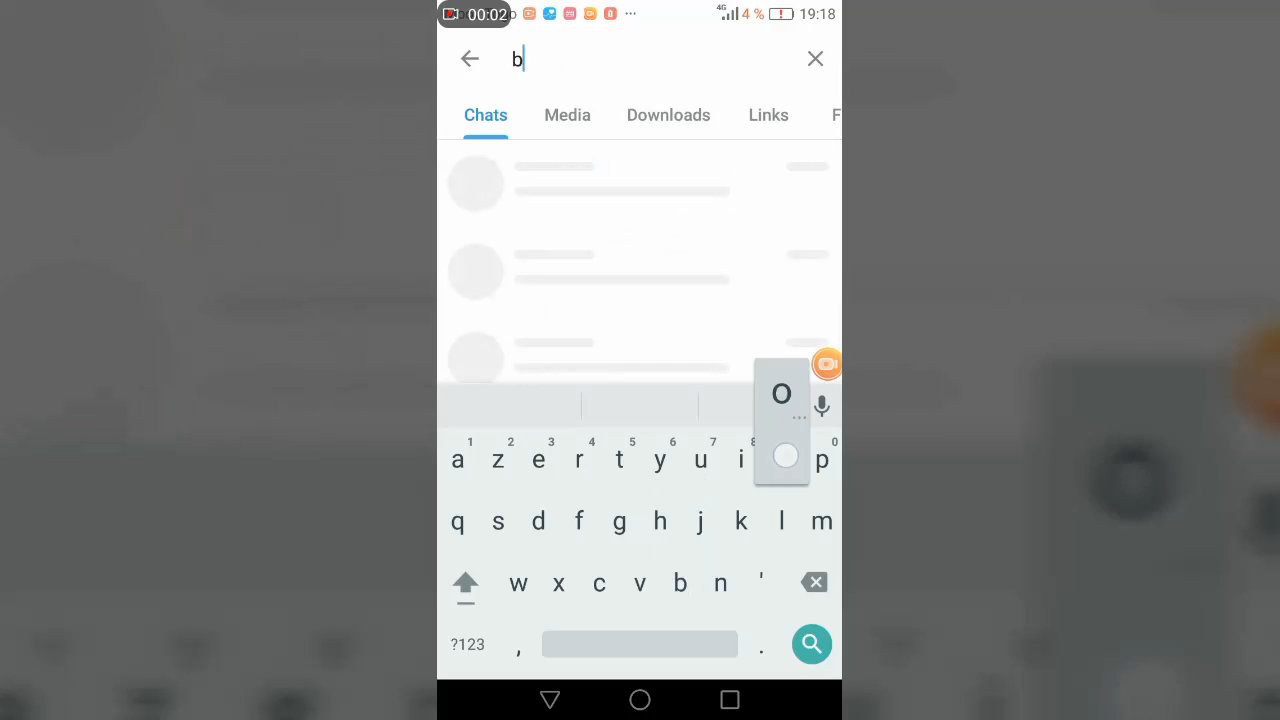 00:02 ... 4G 4 % 19:18
b
Chats Media Downloads Links F
o
...
1 2 3 4 5 6 7 8 0
a z e r t y u i p
q s d f g h j k l m
w x c v b n '
?123 , .